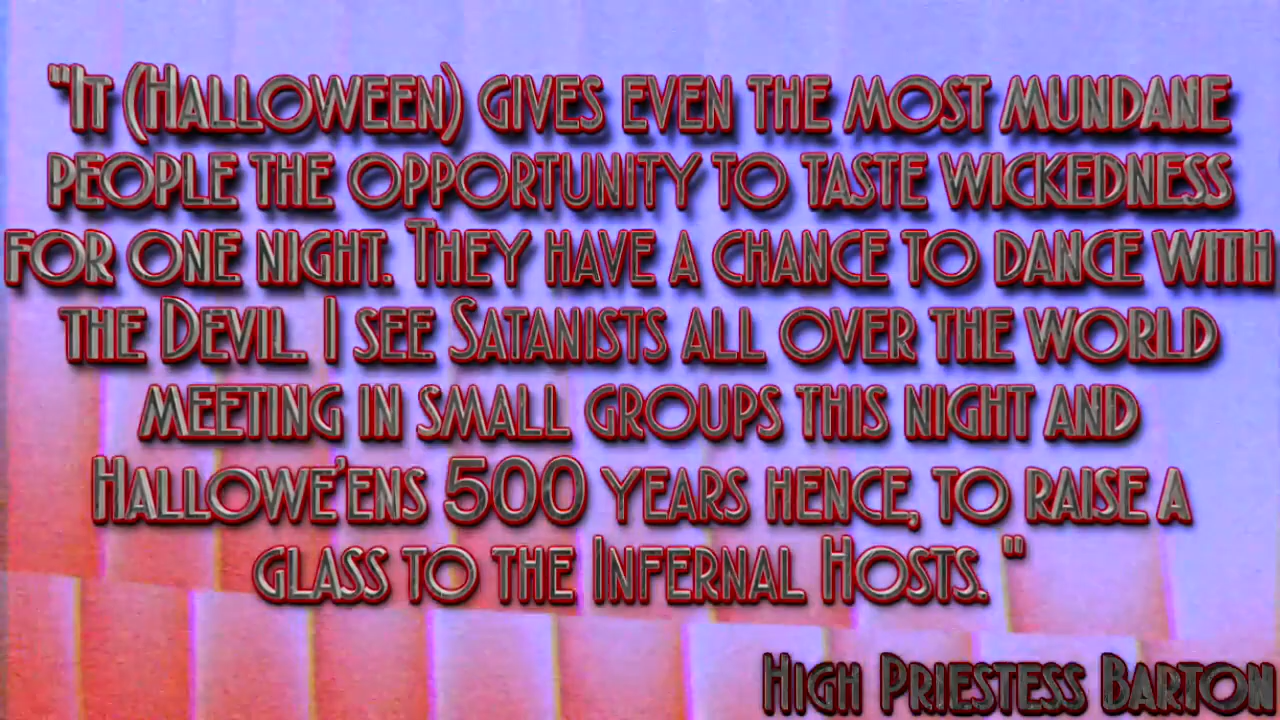 "It (Halloween) gives even the most mundane
people the opportunity to taste wickedness
for one night. They have a chance to dance with
the Devil. I see Satanists all over the world
meeting in small groups this night and
Hallowe'ens 500 years hence, to raise a
glass to the Infernal Hosts. "
High Priestess Barton